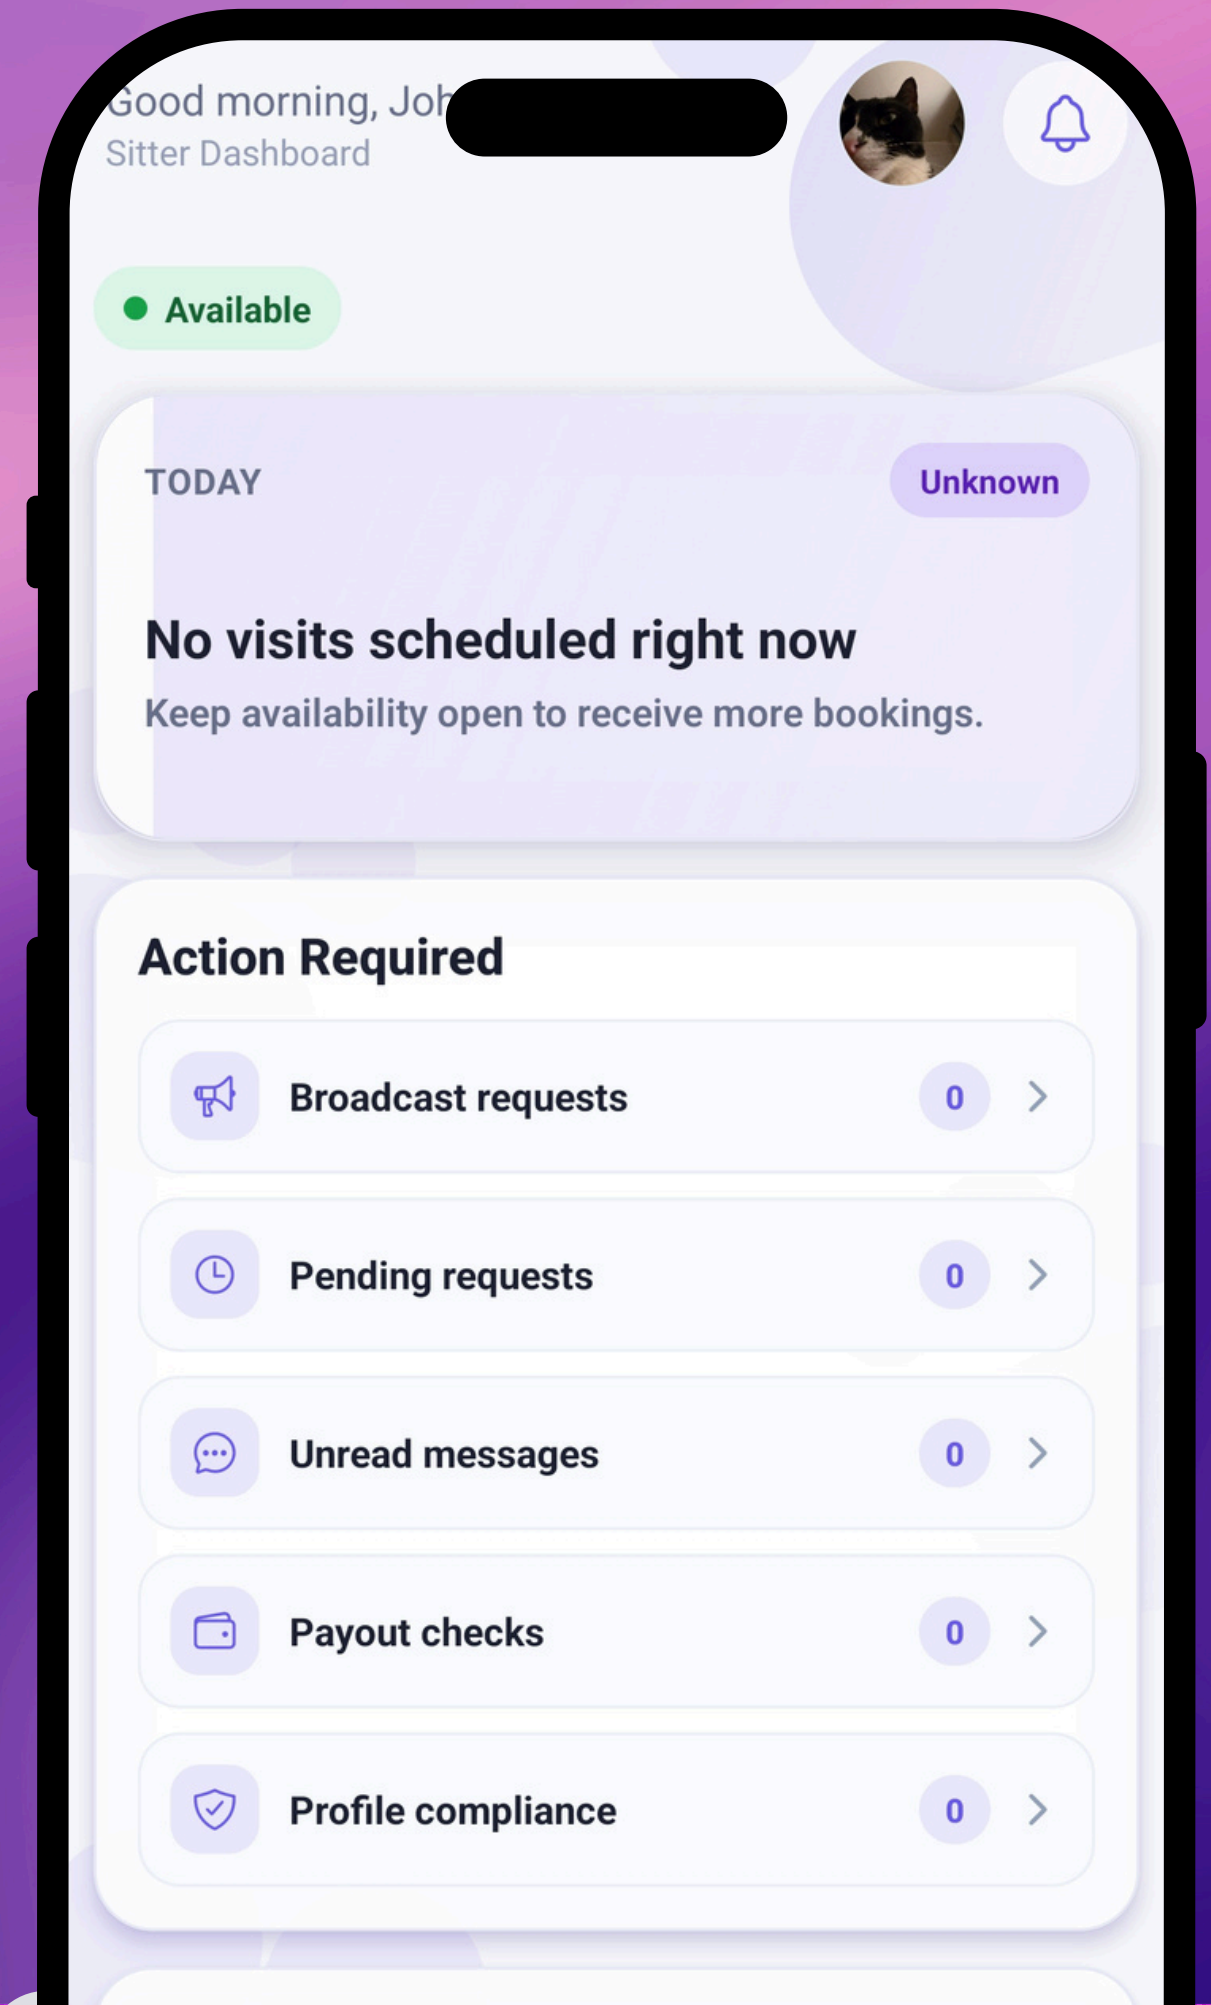 Good morning, Joh
Sitter Dashboard
Available
TODAY
Unknown
No visits scheduled right now
Keep availability open to receive more bookings.
Action Required
Broadcast requests
0
Pending requests
0
Unread messages
0
Payout checks
0
Profile compliance
0